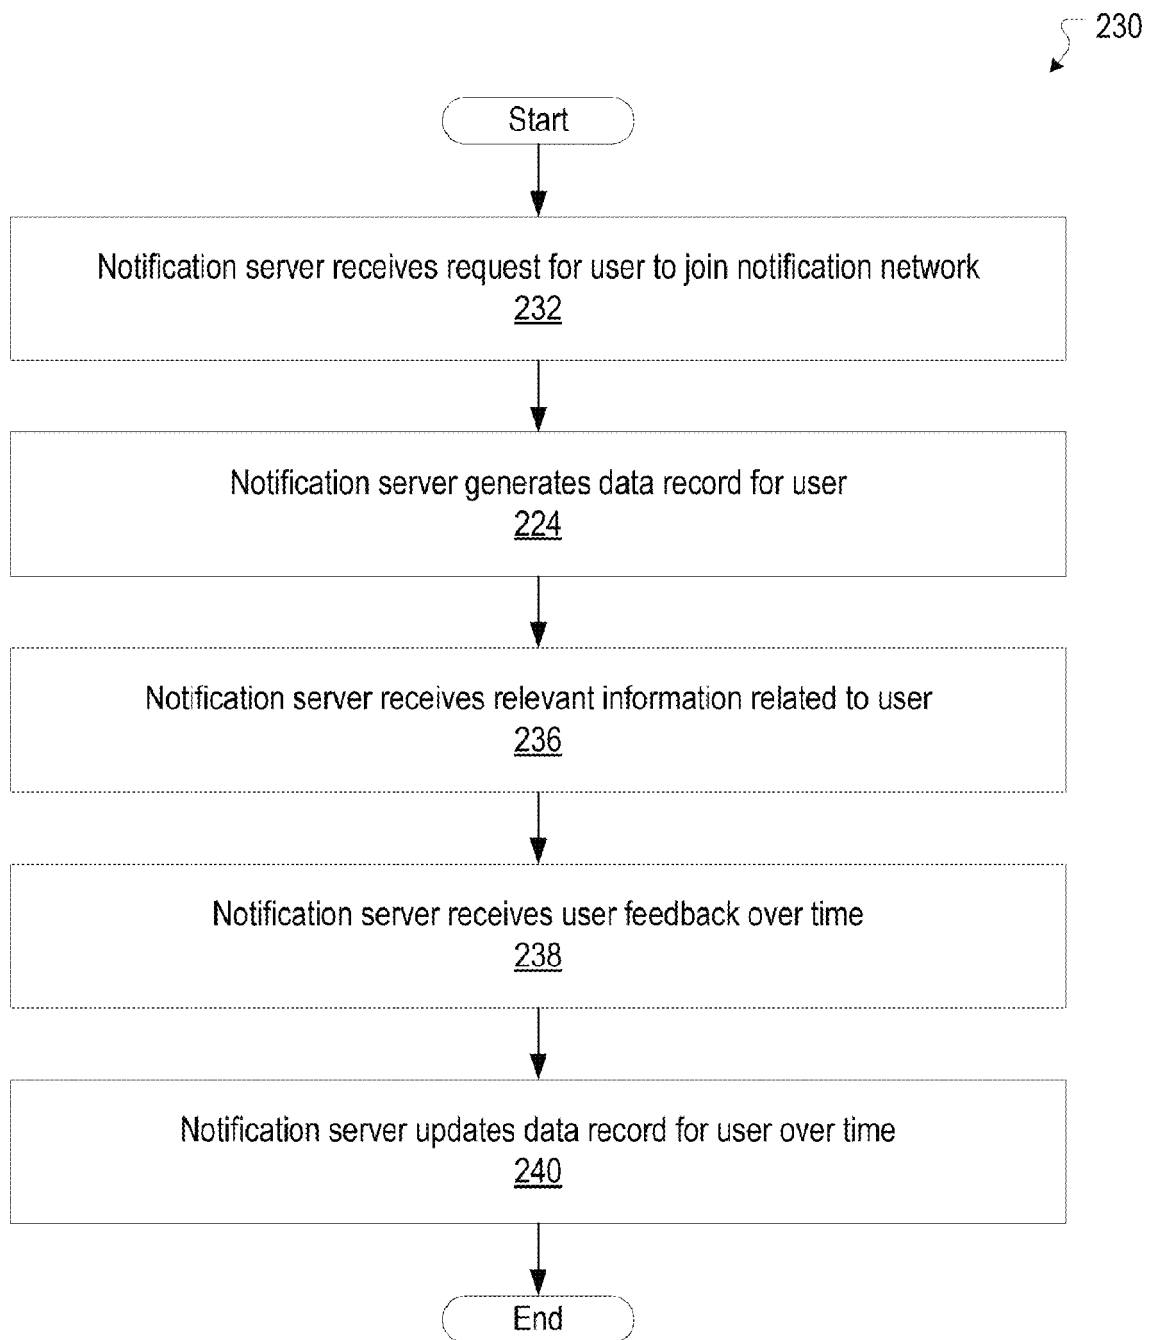 230
Start
Notification server receives request for user to join notification network
232
Notification server generates data record for user
224
Notification server receives relevant information related to user
236
Notification server receives user feedback over time
238
Notification server updates data record for user over time
240
End